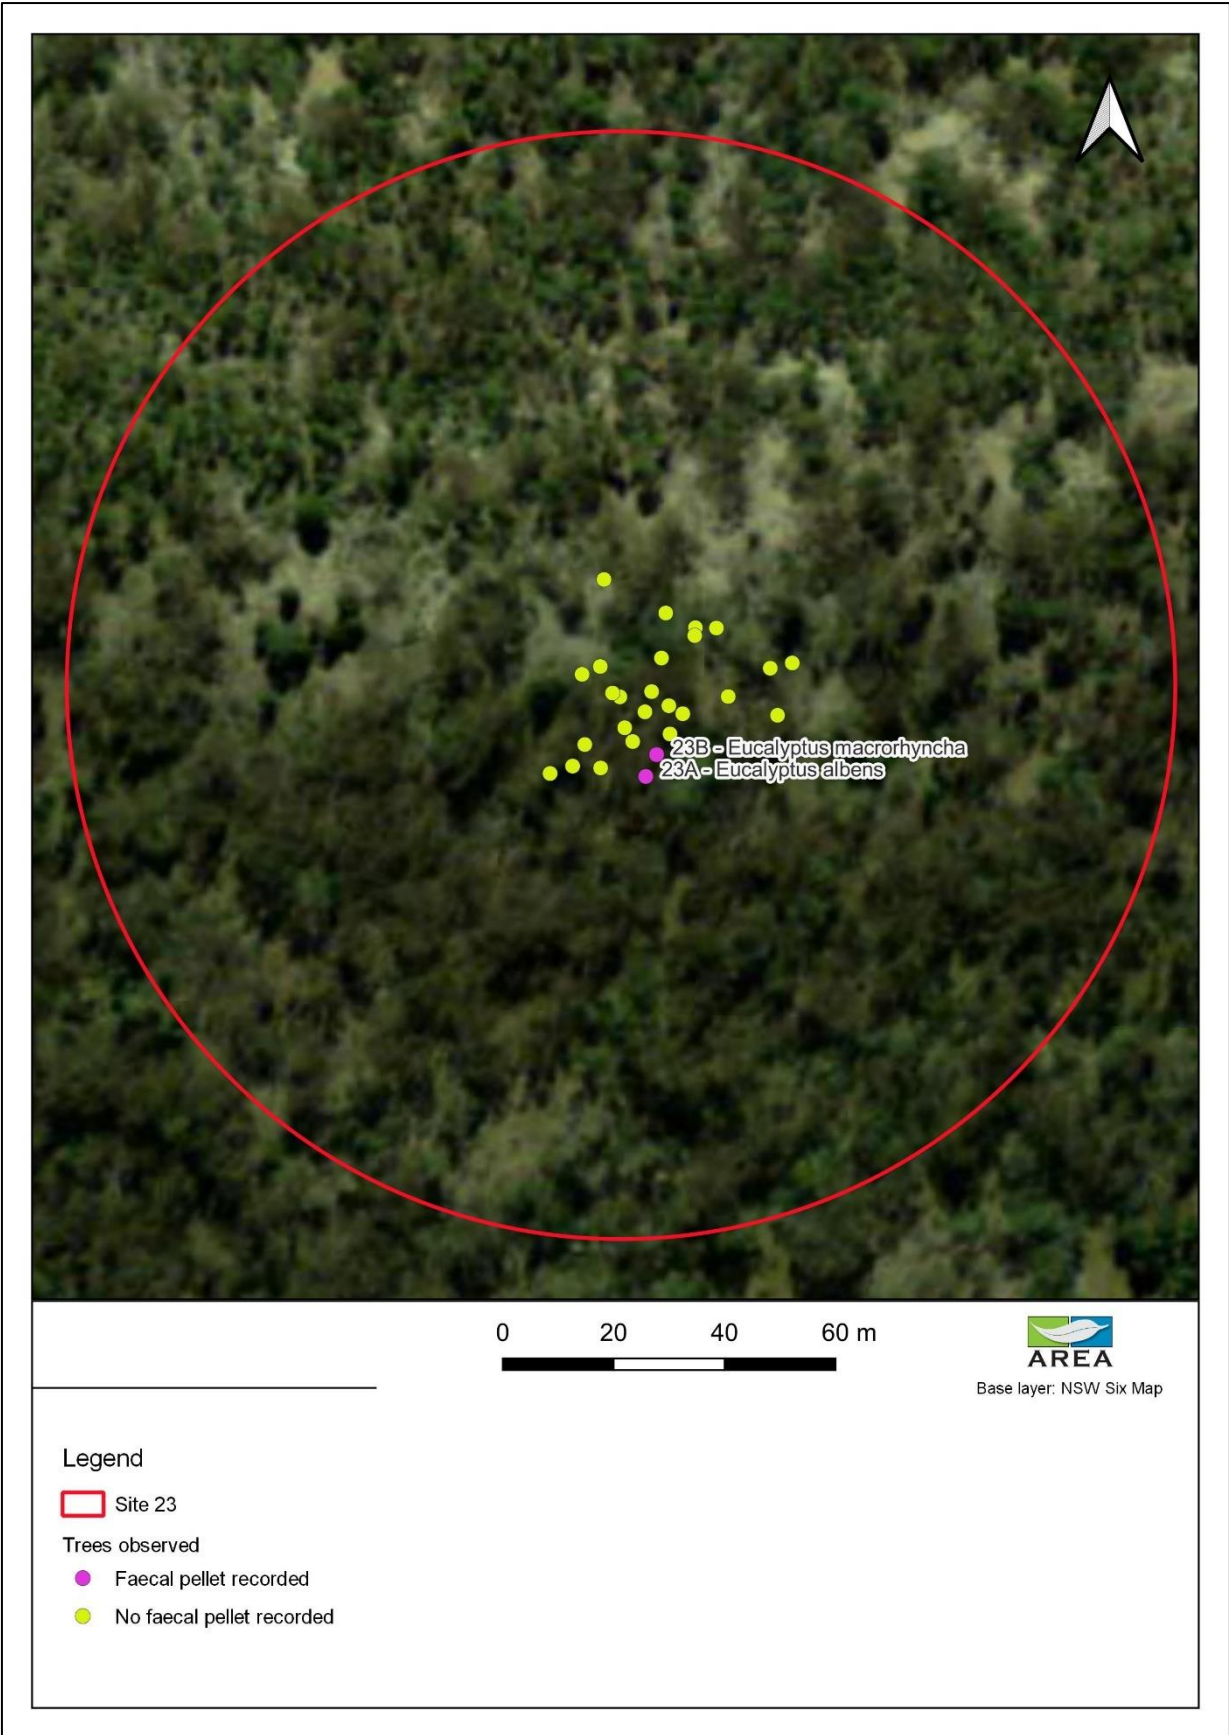 23B - Eucalyptus macrorhyncha
23A - Eucalyptus albens
0 20 40 60 m
AREA
Base layer: NSW Six Map
Legend
Site 23
Trees observed
Faecal pellet recorded
No faecal pellet recorded